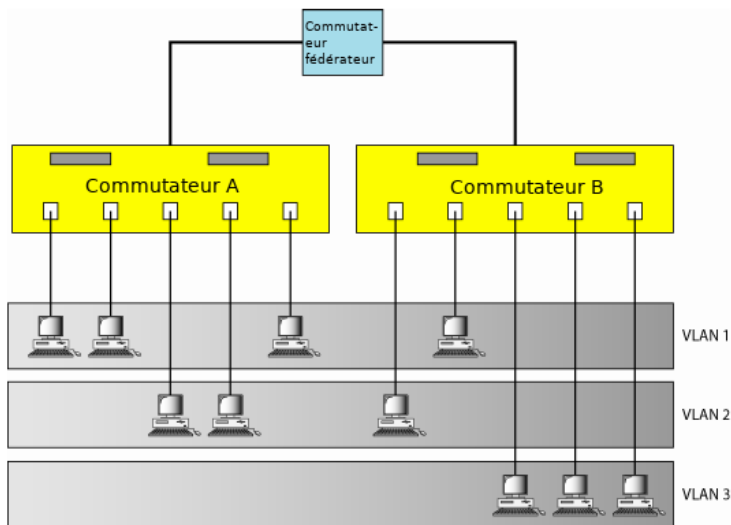 Commutat-
eur
fédérateur
Commutateur A
Commutateur B
VLAN 1
VLAN 2
VLAN 3